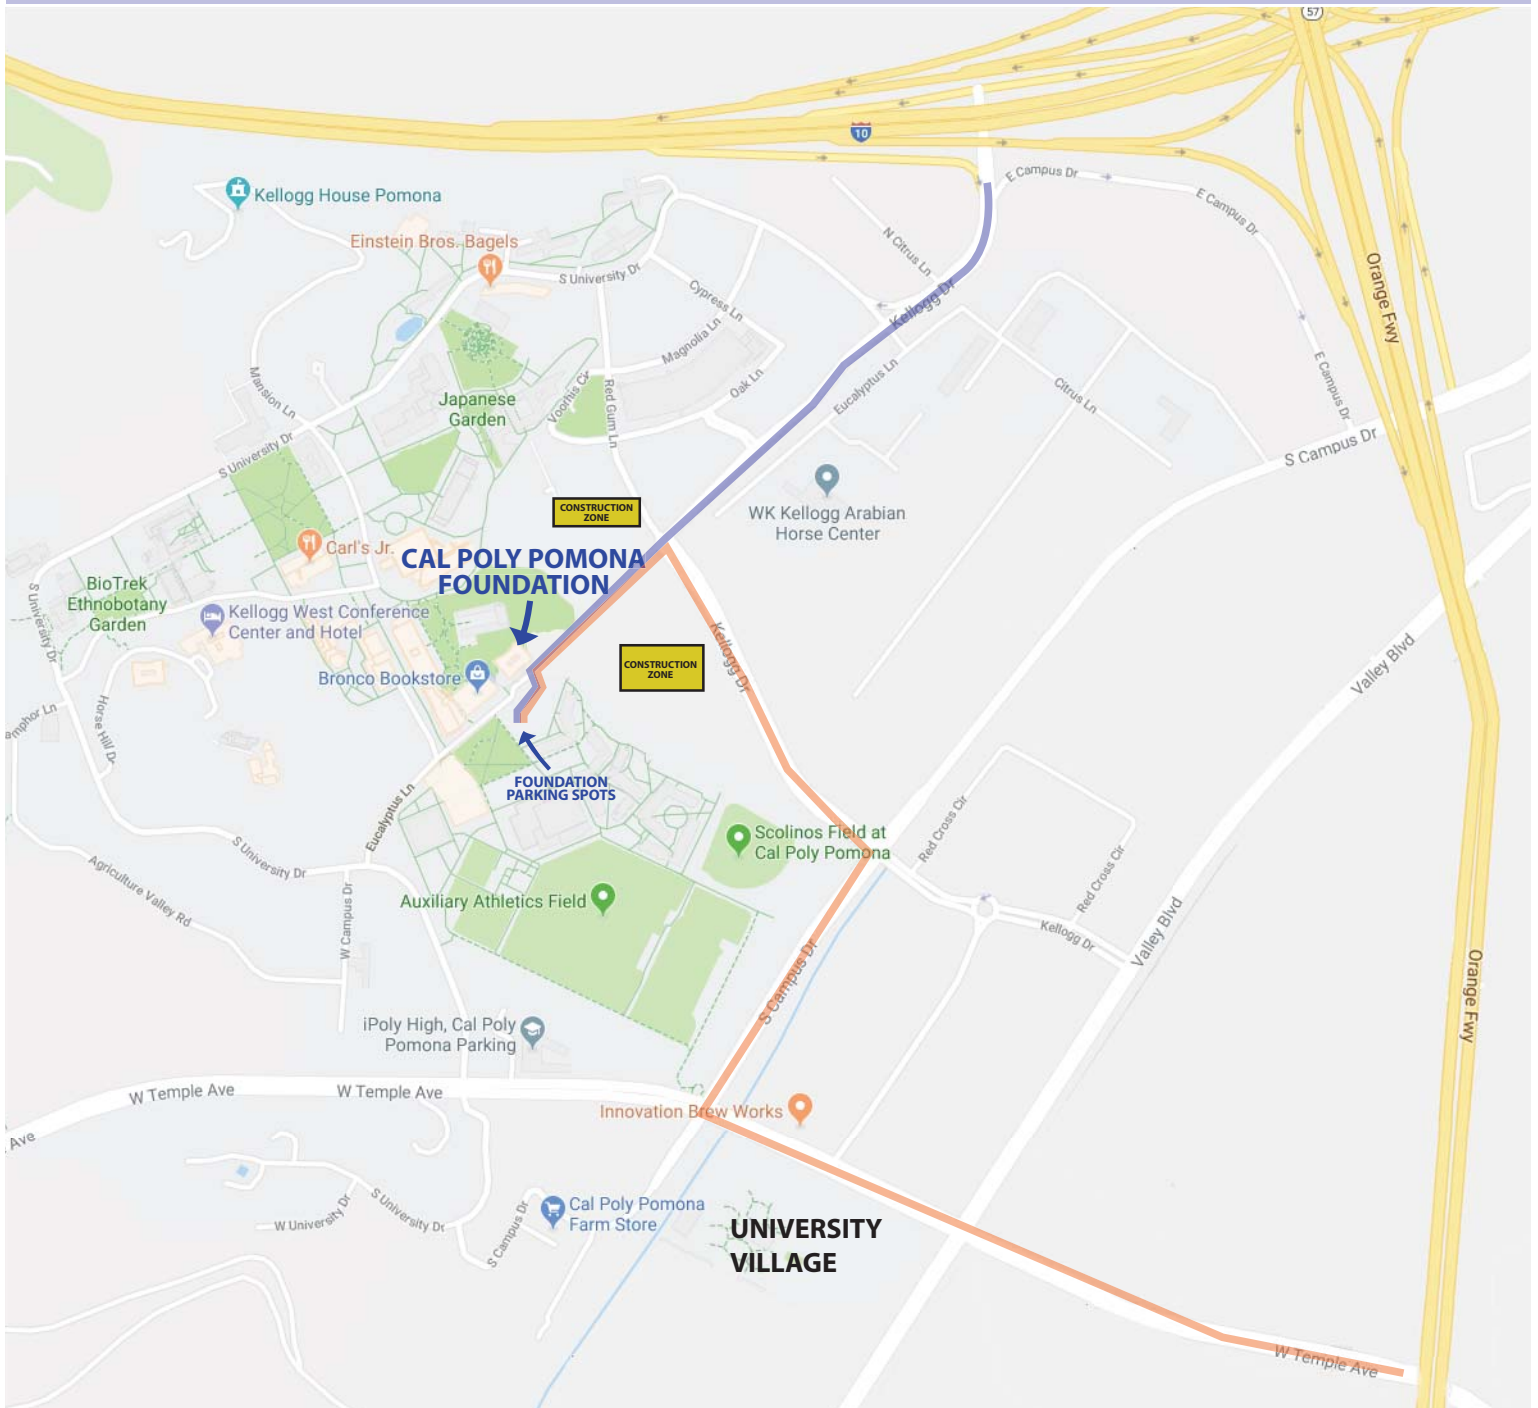 57
10
E Campus Dr
Kellogg House Pomona
E Campus Dr
Einstein Bros. Bagels
N Citrus Ln
S University Dr
Orange Fwy
Cypress Ln
Kellogg Dr
Magnolia Ln
E Campus Dr
Mansion Ln
Voorhis Cir
Red Gum Ln
Oak Ln
Eucalyptus Ln
Citrus Ln
Japanese
Garden
S University Dr
S Campus Dr
CONSTRUCTION
ZONE
WK Kellogg Arabian
Horse Center
Carl's Jr.
CAL POLY POMONA
FOUNDATION
BioTrek
Ethnobotany
Garden
S University Dr
Kellogg West Conference
Center and Hotel
Kellogg Dr
CONSTRUCTION
ZONE
Valley Blvd
Bronco Bookstore
amphor Ln
Horse Hill Dr
FOUNDATION
PARKING SPOTS
Eucalyptus Ln
Scolinos Field at
Cal Poly Pomona
Red Cross Cir
S University Dr
Agriculture Valley Rd
W Campus Dr
Auxiliary Athletics Field
Red Cross Cir
Kellogg Dr
Valley Blvd
S Campus Dr
Orange Fwy
iPoly High, Cal Poly
Pomona Parking
W Temple Ave
W Temple Ave
Innovation Brew Works
Ave
W University Dr
S University Dr
S Campus Dr
Cal Poly Pomona
Farm Store
UNIVERSITY
VILLAGE
W Temple Ave